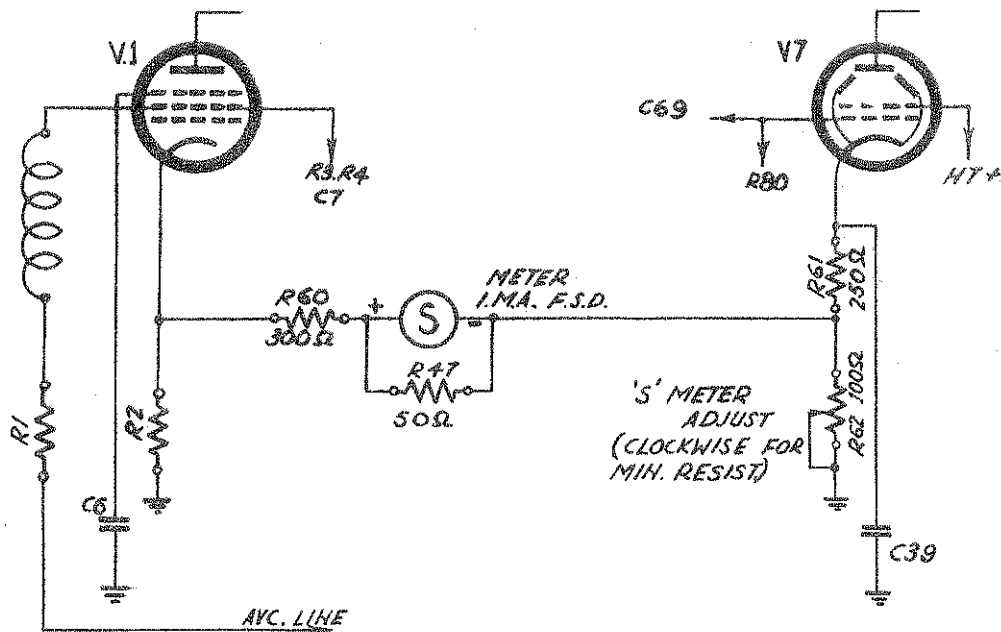 V.1
V7
C69
R80
HT+
R3.R4
C7
R61
250Ω
METER
1.MA. F.S.D.
R60
300Ω
+
S
-
R47
50Ω
R1
R2
'S' METER
ADJUST
(CLOCKWISE FOR
MIN. RESIST)
R62
100Ω
C6
C39
AVC. LINE